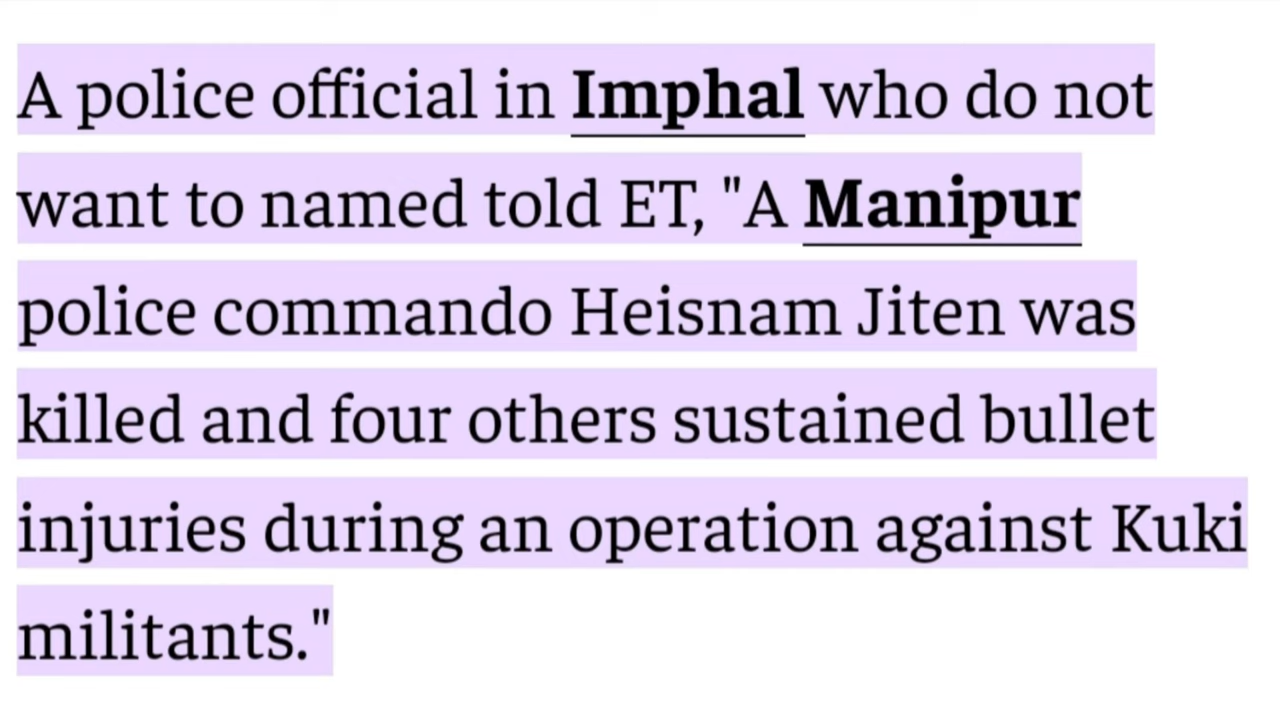 A police official in Imphal who do not
want to named told ET, "A Manipur
police commando Heisnam Jiten was
killed and four others sustained bullet
injuries during an operation against Kuki
militants."